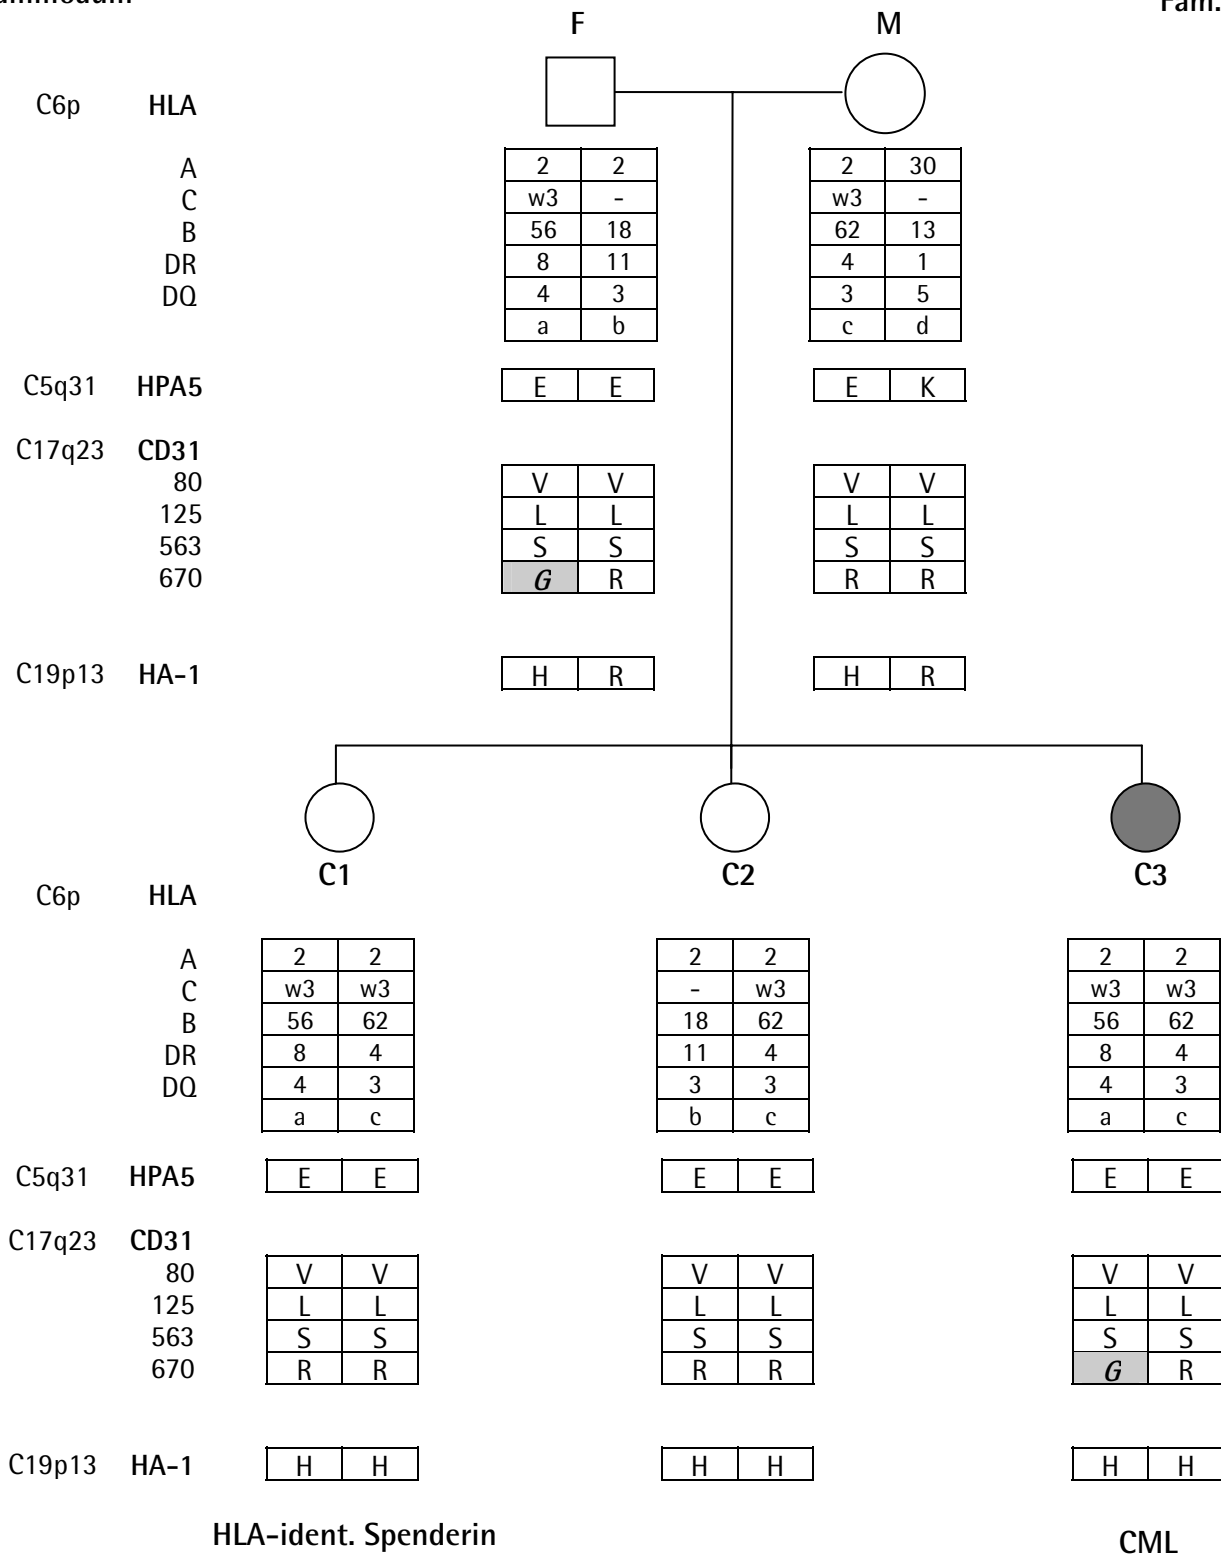 F M
C6p HLA
A 2 2 2 30
C w3 - w3 -
B 56 18 62 13
DR 8 11 4 1
DQ 4 3 3 5
a b c d
C5q31 HPA5 E E E K
C17q23 CD31
80 V V V V
125 L L L L
563 S S S S
670 G R R R
C19p13 HA-1 H R H R
C1 C2 C3
C6p HLA
A 2 2 2 2 2 2
C w3 w3 - w3 w3 w3
B 56 62 18 62 56 62
DR 8 4 11 4 8 4
DQ 4 3 3 3 4 3
a c b c a c
C5q31 HPA5 E E E E E E
C17q23 CD31
80 V V V V V V
125 L L L L L L
563 S S S S S S
670 R R R R G R
C19p13 HA-1 H H H H H H
HLA-ident. Spenderin CML